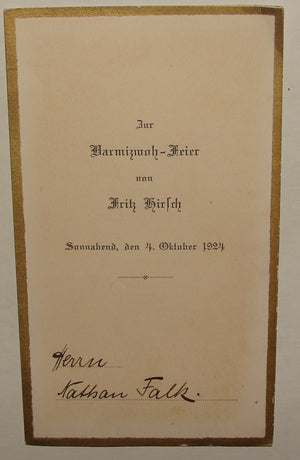 Zur
Barmizwoh-Feier
von
Fritz Hirsch
Sonnabend, den 4. Oktober 1924
Herrn
Nathan Falk.